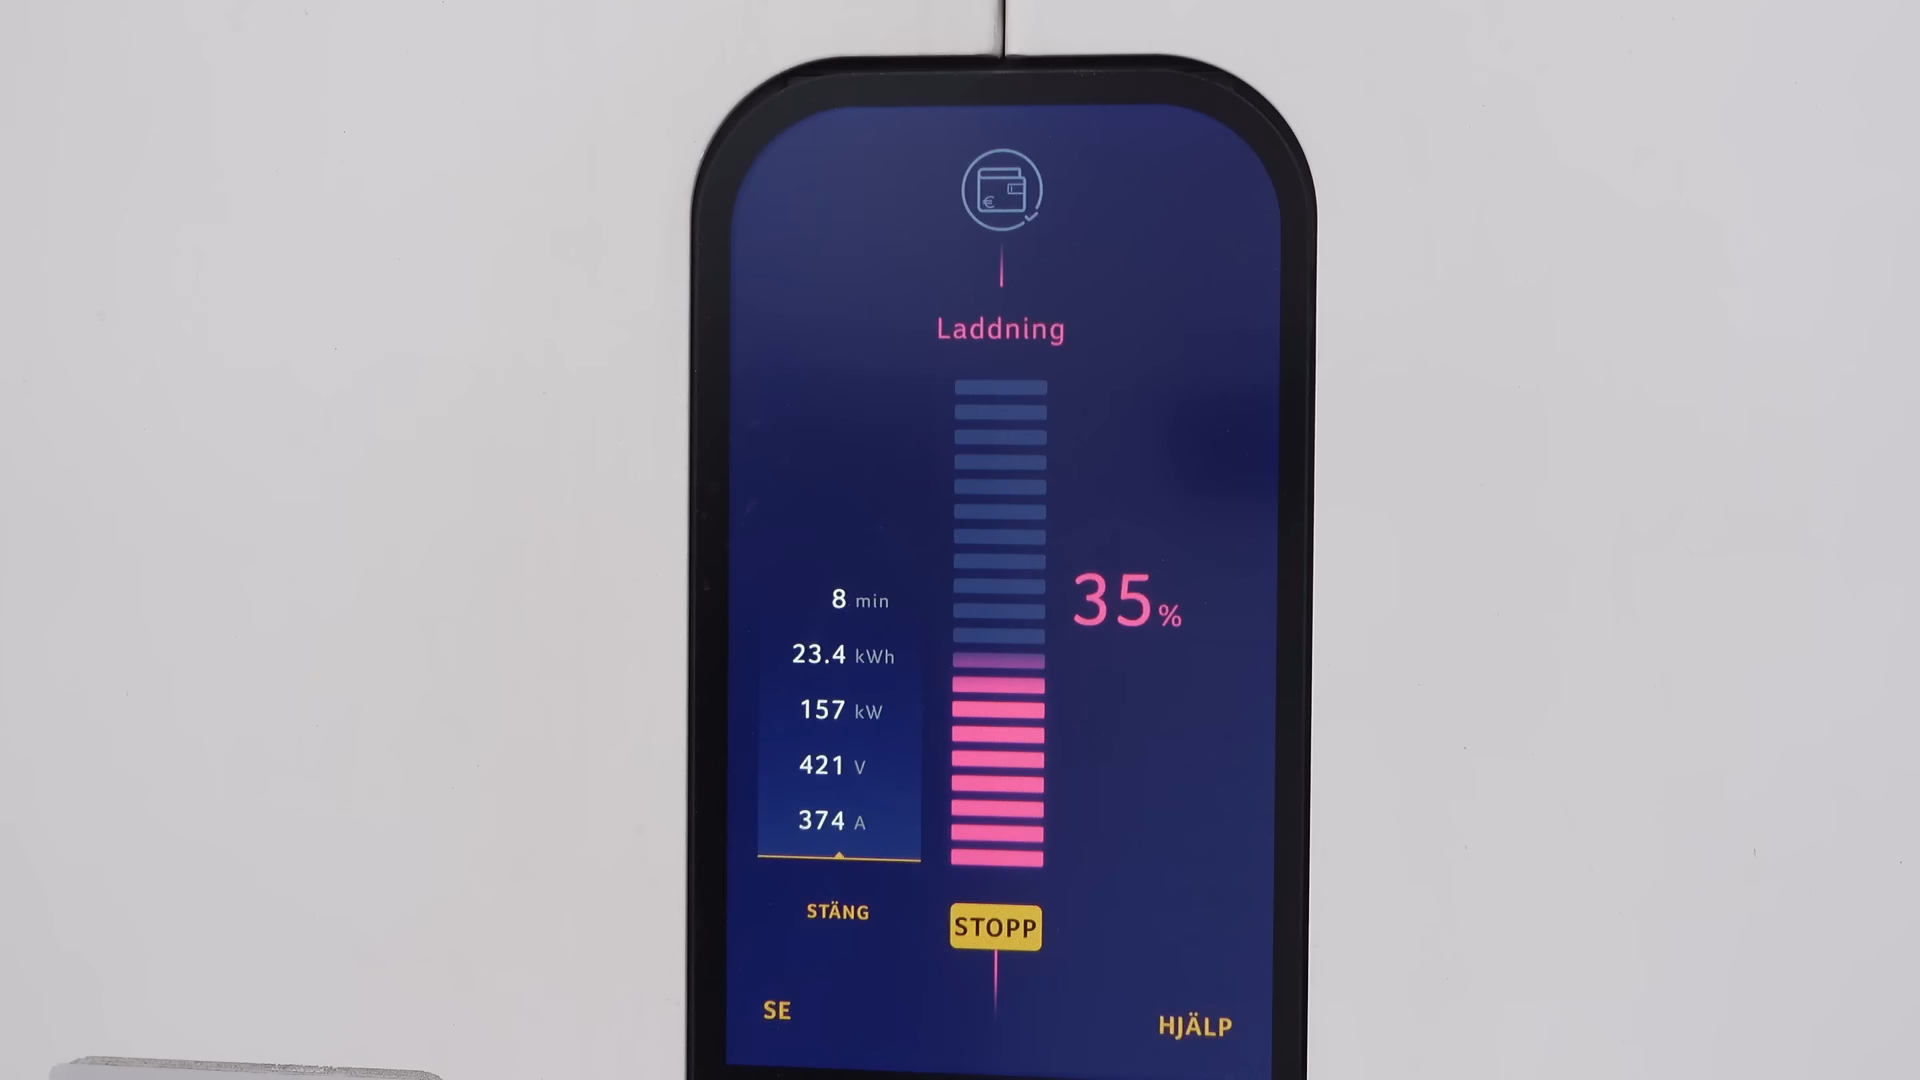 €
Laddning
35%
8 min
23.4 kWh
157 kW
421 V
374 A
STÄNG
STOPP
SE
HJÄLP